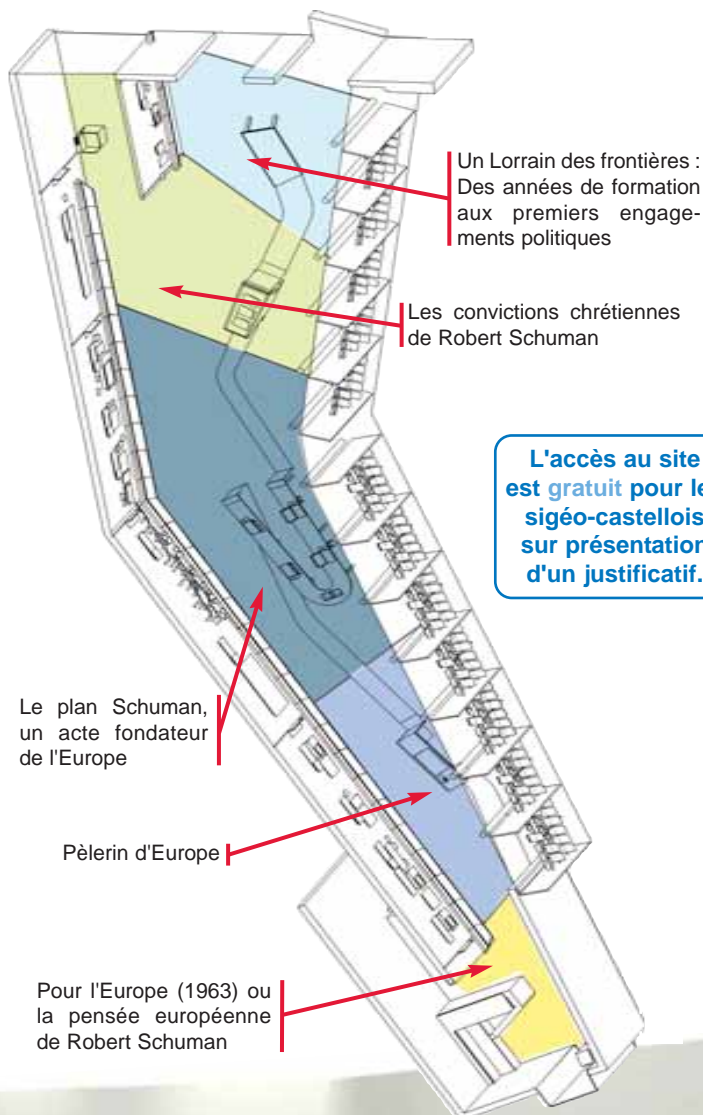 Un Lorrain des frontières :
Des années de formation
aux premiers engage-
ments politiques
Les convictions chrétiennes
de Robert Schuman
L'accès au site
est gratuit pour le
sigéo-castellois
sur présentation
d'un justificatif.
Le plan Schuman,
un acte fondateur
de l'Europe
Pèlerin d'Europe
Pour l'Europe (1963) ou
la pensée européenne
de Robert Schuman